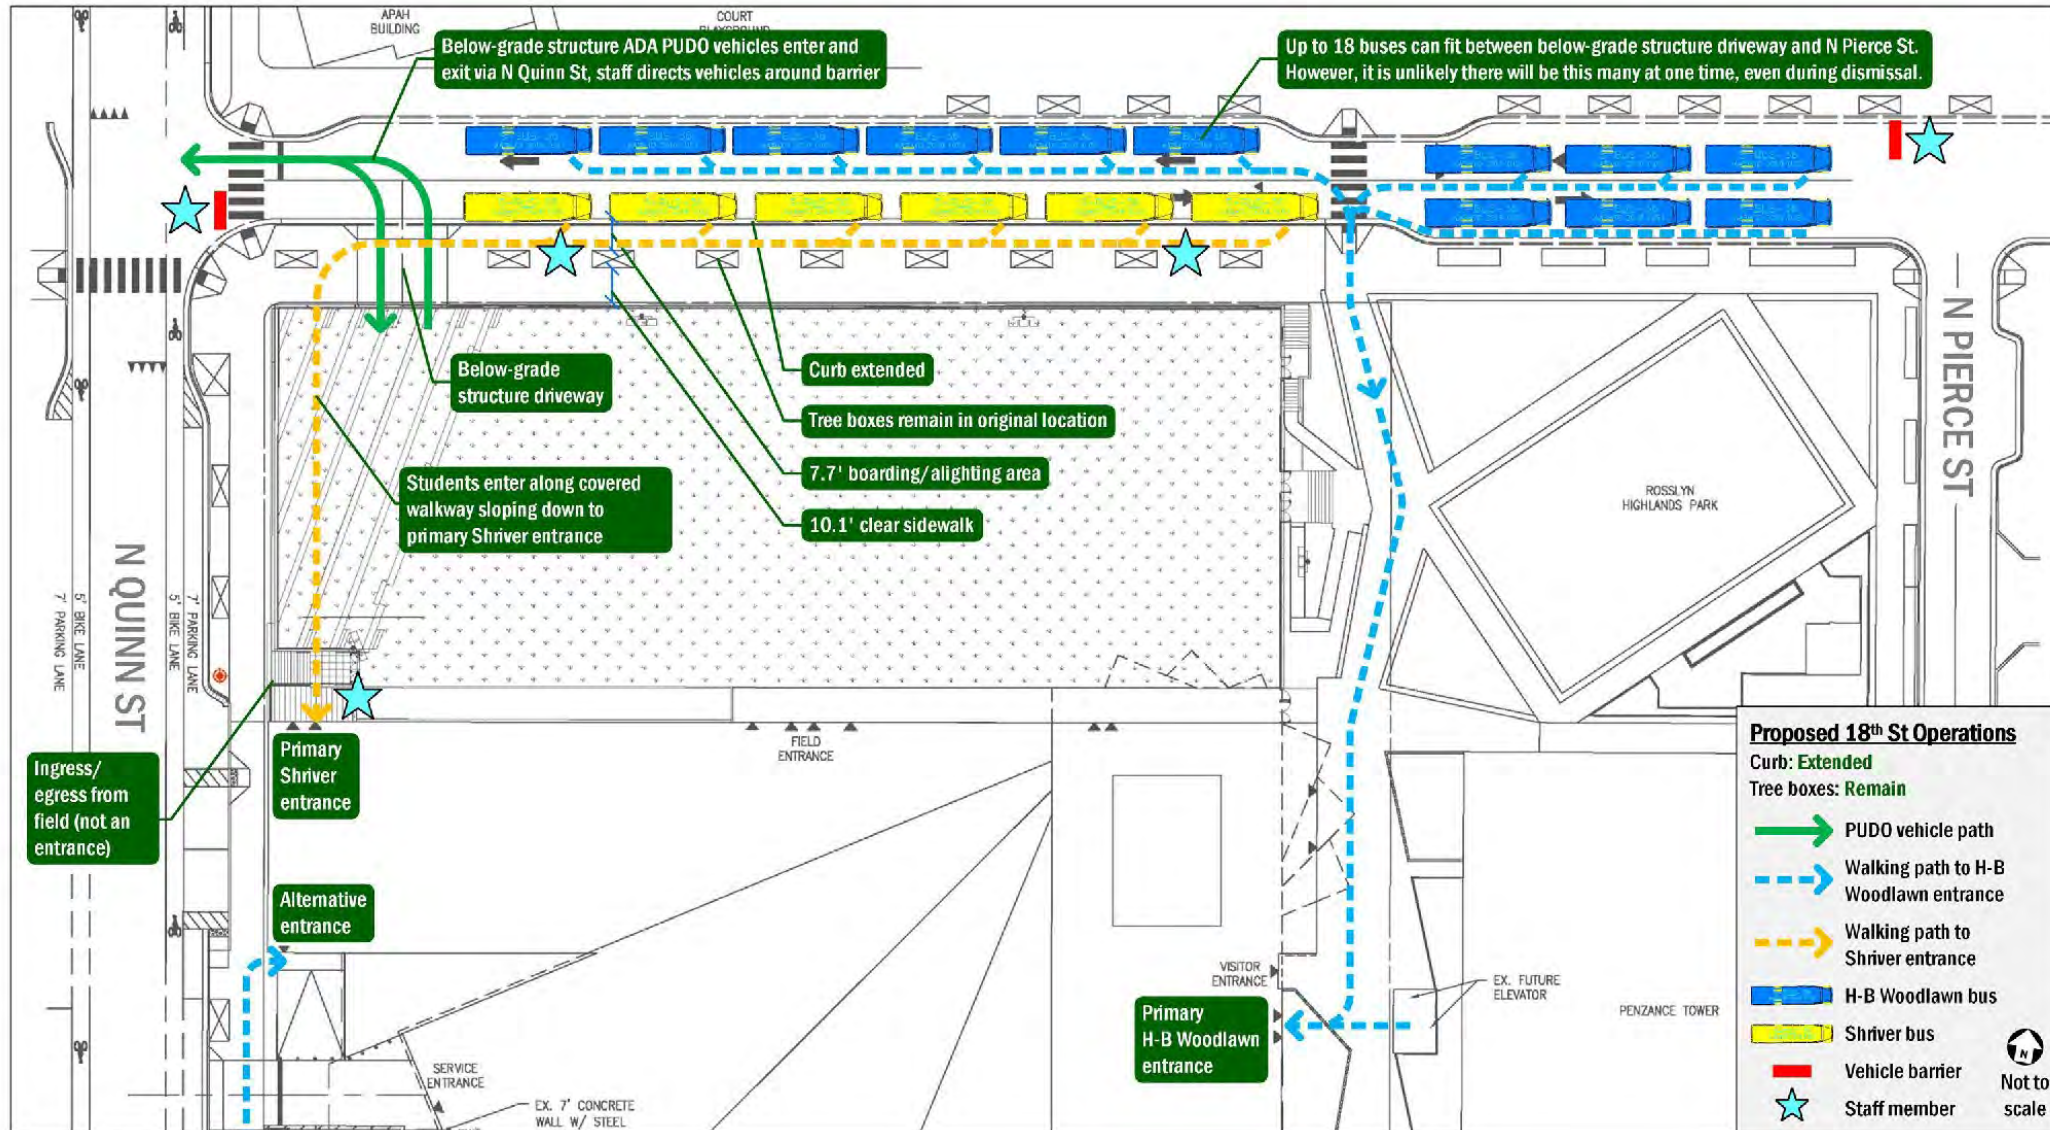 APAH
BUILDING
COURT
Below-grade structure ADA PUDO vehicles enter and
exit via N Quinn St, staff directs vehicles around barrier
Up to 18 buses can fit between below-grade structure driveway and N Pierce St.
However, it is unlikely there will be this many at one time, even during dismissal.
Below-grade
structure driveway
Curb extended
Tree boxes remain in original location
7.7' boarding/alighting area
10.1' clear sidewalk
Students enter along covered
walkway sloping down to
primary Shriver entrance
ROSSLYN
HIGHLANDS PARK
N PIERCE ST
N QUINN ST
7' PARKING LANE
5' BIKE LANE
5' BIKE LANE
7' PARKING LANE
Ingress/
egress from
field (not an
entrance)
Primary
Shriver
entrance
FIELD
ENTRANCE
Alternative
entrance
SERVICE
ENTRANCE
EX. 7' CONCRETE
WALL W/ STEEL
VISITOR
ENTRANCE
Primary
H-B Woodlawn
entrance
EX. FUTURE
ELEVATOR
PENZANCE TOWER
Proposed 18th St Operations
Curb: Extended
Tree boxes: Remain
PUDO vehicle path
Walking path to H-B
Woodlawn entrance
Walking path to
Shriver entrance
H-B Woodlawn bus
Shriver bus
Vehicle barrier
Staff member
N
Not to
scale